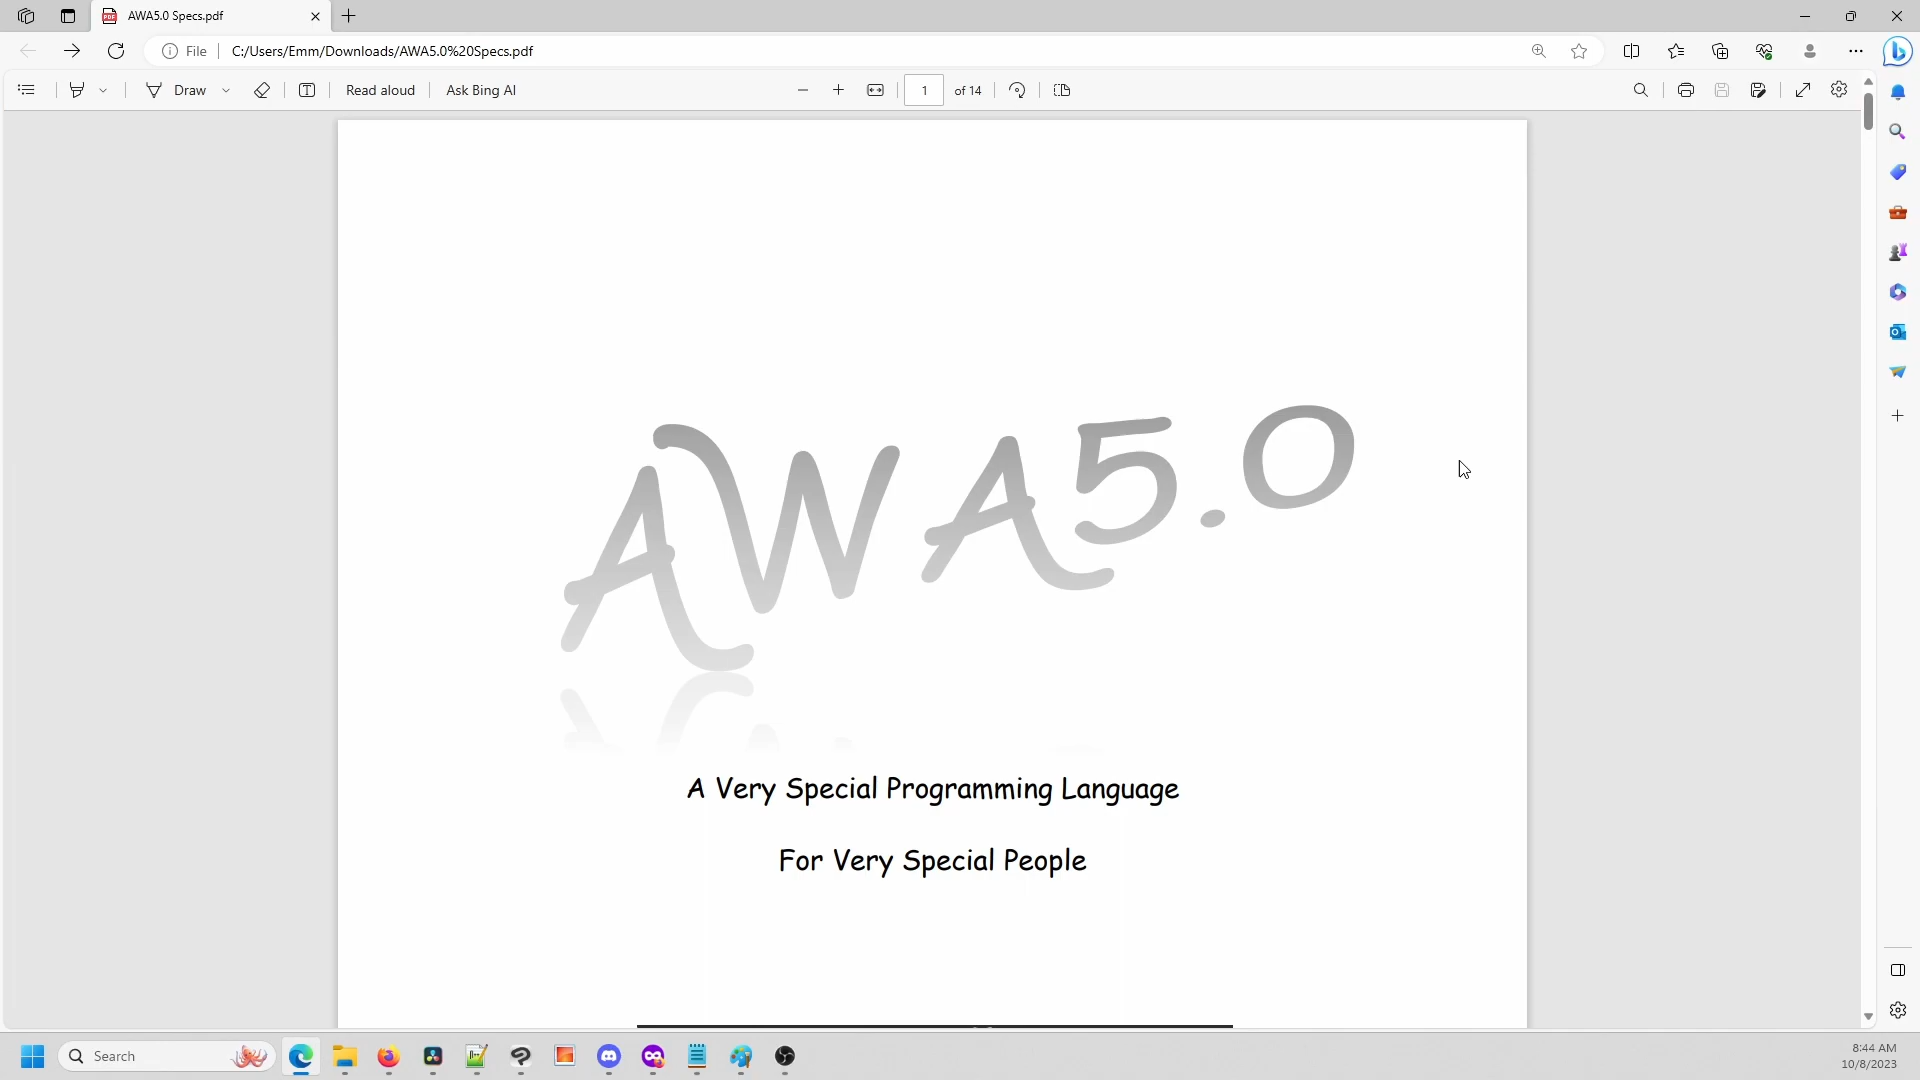 AWA5.0 Specs.pdf
File
C:/Users/Emm/Downloads/AWA5.0%20Specs.pdf
Draw
Read aloud
Ask Bing AI
1
of 14
AWA5.0
A Very Special Programming Language
For Very Special People
Search
8:44 AM
10/8/2023